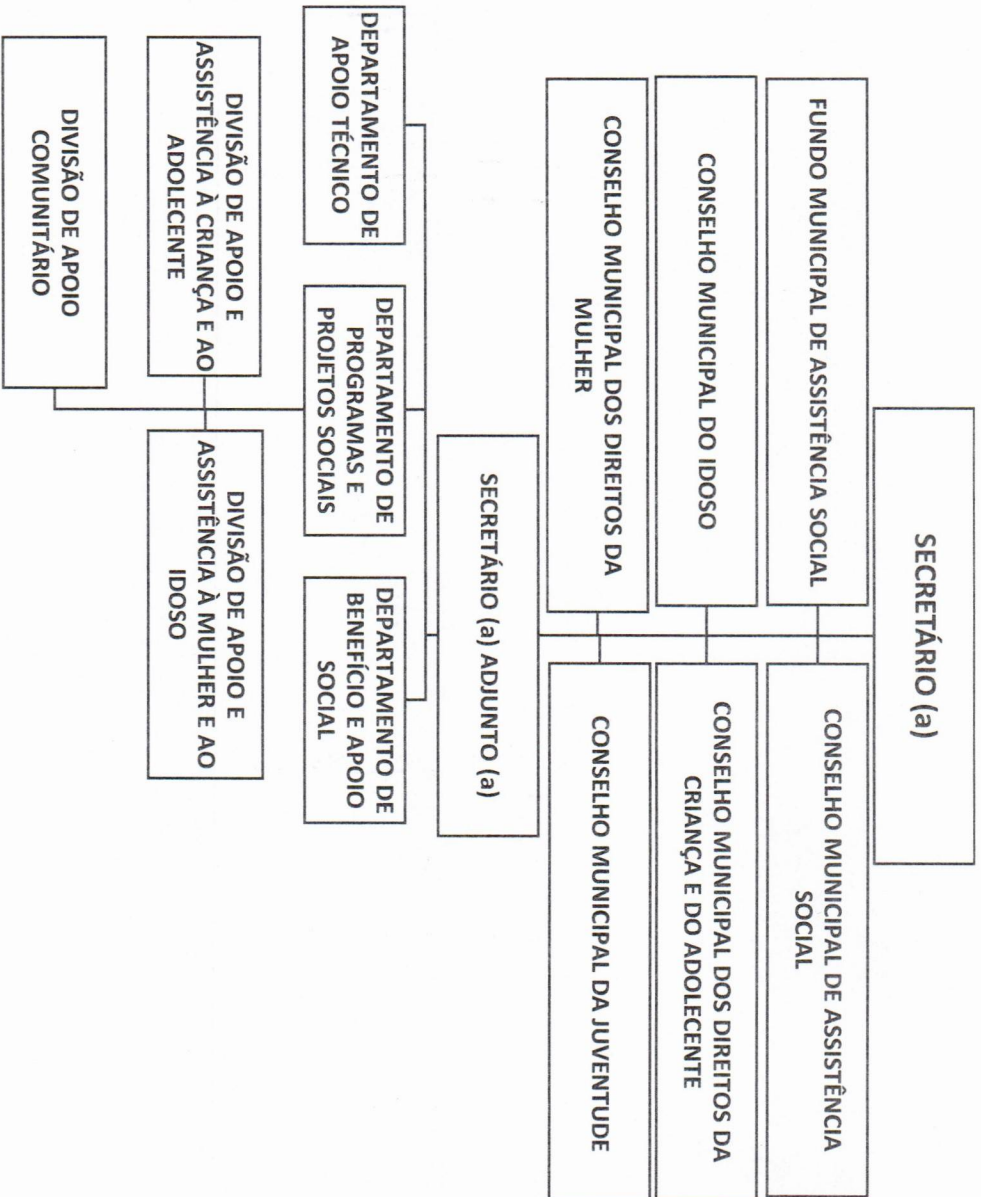 SECRETÁRIO (a)
FUNDO MUNICIPAL DE ASSISTÊNCIA SOCIAL
CONSELHO MUNICIPAL DE ASSISTÊNCIA
SOCIAL
CONSELHO MUNICIPAL DO IDOSO
CONSELHO MUNICIPAL DOS DIREITOS DA
CRIANÇA E DO ADOLECENTE
CONSELHO MUNICIPAL DOS DIREITOS DA
MULHER
CONSELHO MUNICIPAL DA JUVENTUDE
SECRETÁRIO (a) ADJUNTO (a)
DEPARTAMENTO DE
APOIO TÉCNICO
DEPARTAMENTO DE
PROGRAMAS E
PROJETOS SOCIAIS
DEPARTAMENTO DE
BENEFÍCIO E APOIO
SOCIAL
DIVISÃO DE APOIO E
ASSISTÊNCIA À CRIANÇA E AO
ADOLECENTE
DIVISÃO DE APOIO E
ASSISTÊNCIA À MULHER E AO
IDOSO
DIVISÃO DE APOIO
COMUNITÁRIO